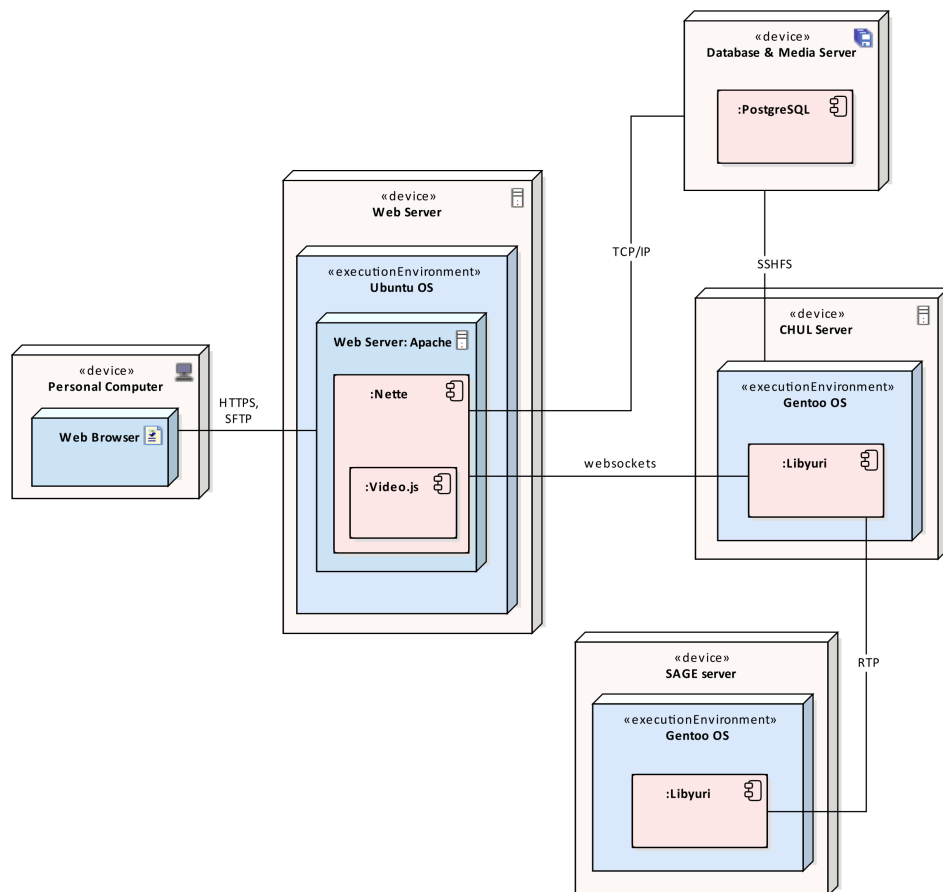 «device»
Database & Media Server
:PostgreSQL
«device»
Web Server
«executionEnvironment»
Ubuntu OS
Web Server: Apache
:Nette
:Video.js
TCP/IP
SSHFS
«device»
CHUL Server
«executionEnvironment»
Gentoo OS
:Libyuri
«device»
Personal Computer
Web Browser
HTTPS,
SFTP
websockets
RTP
«device»
SAGE server
«executionEnvironment»
Gentoo OS
:Libyuri